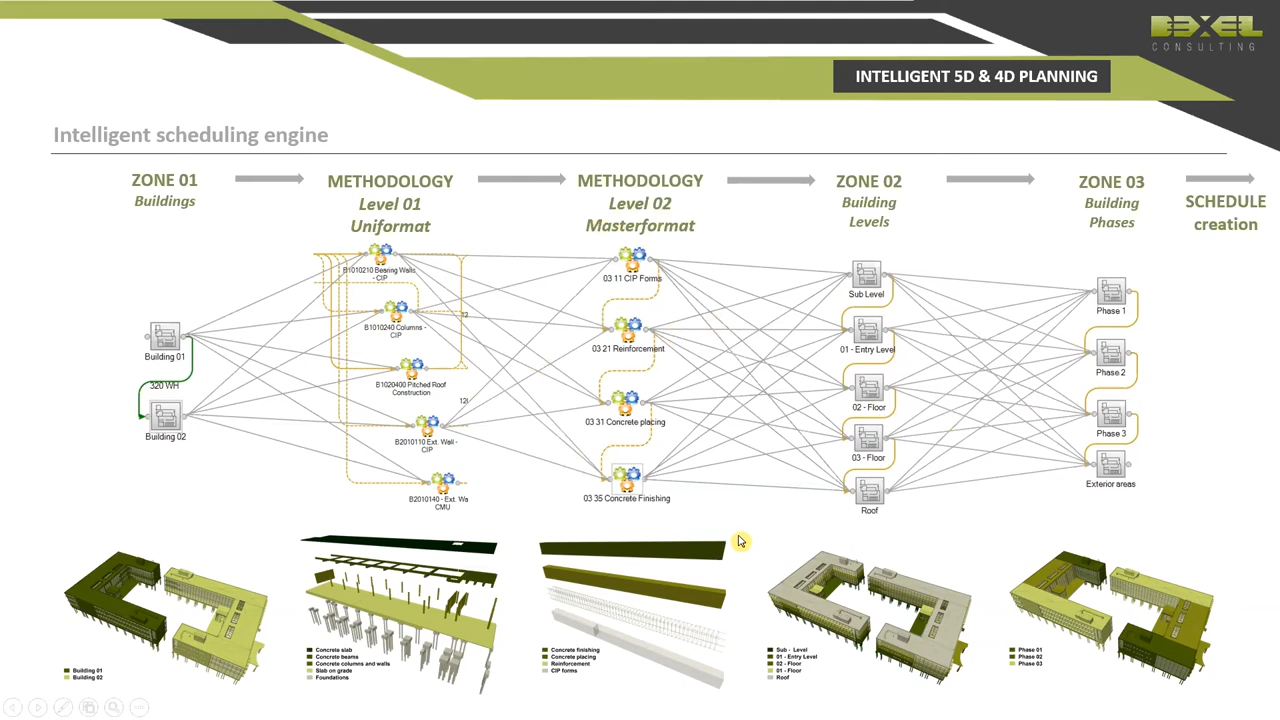 BEXEL
CONSULTING
INTELLIGENT 5D & 4D PLANNING
Intelligent scheduling engine
ZONE 01
Buildings
METHODOLOGY
Level 01
Uniformat
METHODOLOGY
Level 02
Masterformat
ZONE 02
Building
Levels
ZONE 03
Building
Phases
SCHEDULE
creation
Building 01
320 WH
Building 02
B1010210 Bearing Walls
- CIP
12
B1010240 Columns -
CIP
B1020400 Pitched Roof
Construction
12(
B2010110 Ext. Wall -
CIP
B2010140 - Ext. Wa
CMU
03 11 CIP Forms
03 21 Reinforcement
03 31 Concrete placing
03 35 Concrete Finishing
Sub Level
01 - Entry Level
02 - Floor
03 - Floor
Roof
Phase 1
Phase 2
Phase 3
Exterior areas
Building 01
Building 02
Concrete slab
Concrete beams
Concrete columns and walls
Slab on grade
Foundations
Concrete finishing
Concrete placing
Reinforcement
CIP forms
Sub - Level
01 - Entry Level
02 - Floor
01 - Floor
Roof
Phase 01
Phase 02
Phase 03